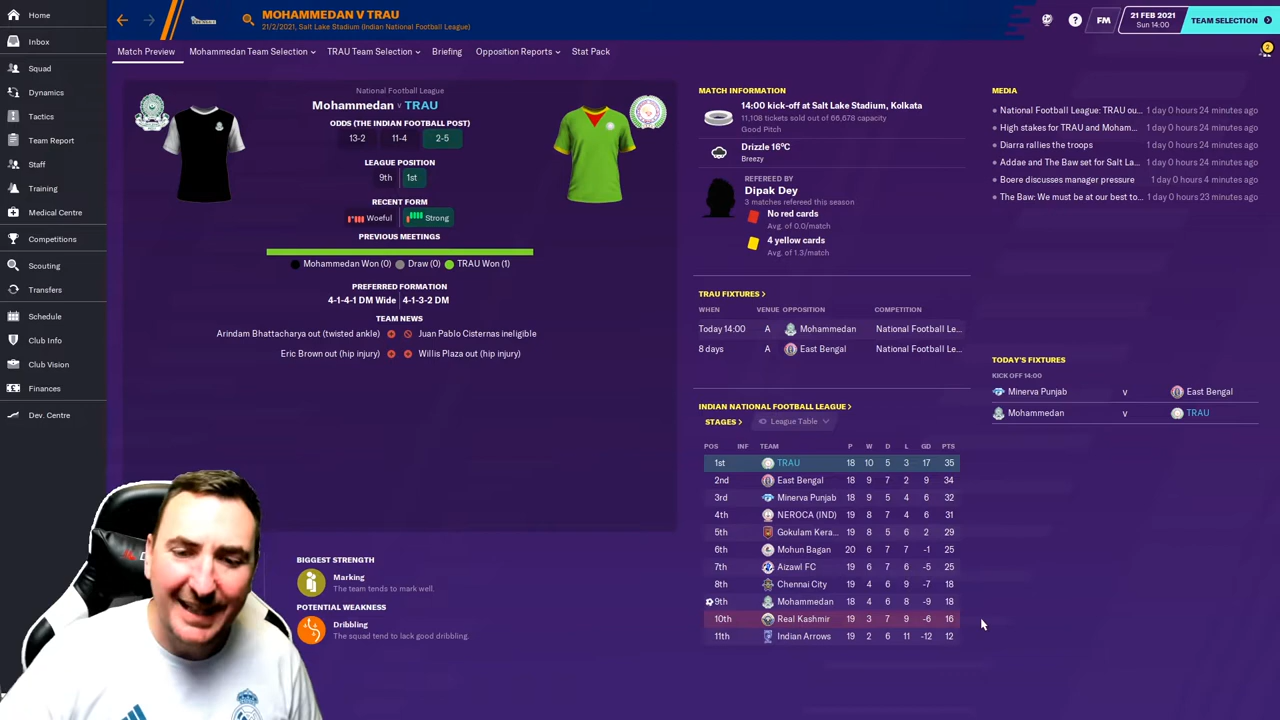 MOHAMMEDAN V TRAU
21/2/2021, Salt Lake Stadium (Indian National Football League)
FM
21 FEB 2021
Sun 14:00
TEAM SELECTION
2
Home
Inbox
Squad
Dynamics
Tactics
Team Report
Staff
Training
Medical Centre
Competitions
Scouting
Transfers
Schedule
Club Info
Club Vision
Finances
Dev. Centre
Match Preview
Mohammedan Team Selection
TRAU Team Selection
Briefing
Opposition Reports
Stat Pack
National Football League
Mohammedan v TRAU
ODDS (THE INDIAN FOOTBALL POST)
13-2 11-4 2-5
LEAGUE POSITION
9th 1st
RECENT FORM
Woeful Strong
PREVIOUS MEETINGS
Mohammedan Won (0) Draw (0) TRAU Won (1)
PREFERRED FORMATION
4-1-4-1 DM Wide 4-1-3-2 DM
TEAM NEWS
Arindam Bhattacharya out (twisted ankle) Juan Pablo Cisternas ineligible
Eric Brown out (hip injury) Willis Plaza out (hip injury)
BIGGEST STRENGTH
Marking
The team tends to mark well.
POTENTIAL WEAKNESS
Dribbling
The squad tend to lack good dribbling.
MATCH INFORMATION
14:00 kick-off at Salt Lake Stadium, Kolkata
11,108 tickets sold out of 66,678 capacity
Good Pitch
Drizzle 16°C
Breezy
REFEREED BY
Dipak Dey
3 matches refereed this season
No red cards
Avg. of 0.0/match
4 yellow cards
Avg. of 1.3/match
TRAU FIXTURES >
WHEN VENUE OPPOSITION COMPETITION
Today 14:00 A Mohammedan National Football Le...
8 days A East Bengal National Football Le...
INDIAN NATIONAL FOOTBALL LEAGUE >
STAGES > League Table
POS INF TEAM P W D L GD PTS
1st TRAU 18 10 5 3 17 35
2nd East Bengal 18 9 7 2 9 34
3rd Minerva Punjab 18 9 5 4 6 32
4th NEROCA (IND) 19 8 7 4 6 31
5th Gokulam Kera... 19 8 5 6 2 29
6th Mohun Bagan 20 6 7 7 -1 25
7th Aizawl FC 19 6 7 6 -5 25
8th Chennai City 19 4 6 9 -7 18
9th Mohammedan 18 4 6 8 -9 18
10th Real Kashmir 19 3 7 9 -6 16
11th Indian Arrows 19 2 6 11 -12 12
MEDIA
National Football League: TRAU ou... 1 day 0 hours 24 minutes ago
High stakes for TRAU and Moham... 1 day 0 hours 24 minutes ago
Diarra rallies the troops 1 day 0 hours 24 minutes ago
Addae and The Baw set for Salt La... 1 day 0 hours 24 minutes ago
Boere discusses manager pressure 1 day 0 hours 4 minutes ago
The Baw: We must be at our best to... 1 day 0 hours 23 minutes ago
TODAY'S FIXTURES
KICK OFF 14:00
Minerva Punjab v East Bengal
Mohammedan v TRAU